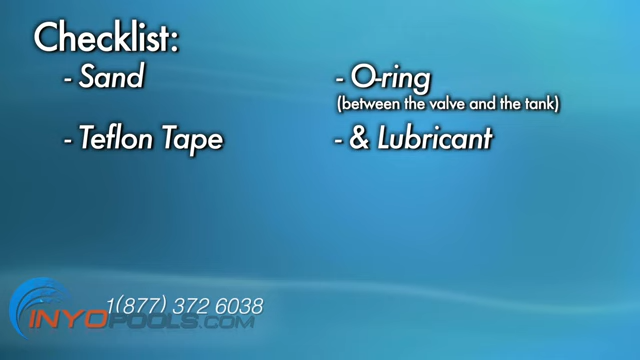 Checklist:
- Sand
- O-ring
(between the valve and the tank)
- Teflon Tape
- & Lubricant
1(877) 372 6038
INYOPOOLS.COM